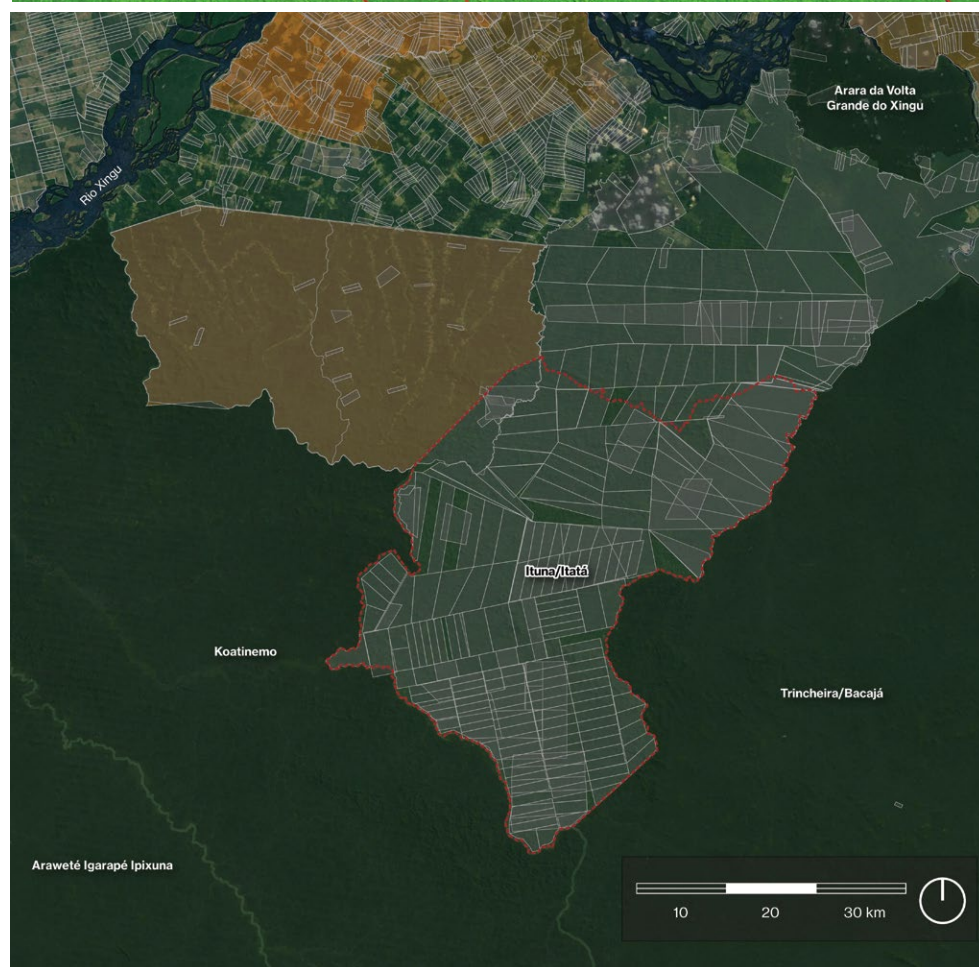 Arara da Volta
Grande do Xingu
Rio Xingu
Ituna/Itatá
Koatinemo
Trincheira/Bacajá
Araweté Igarapé Ipixuna
10 20 30 km